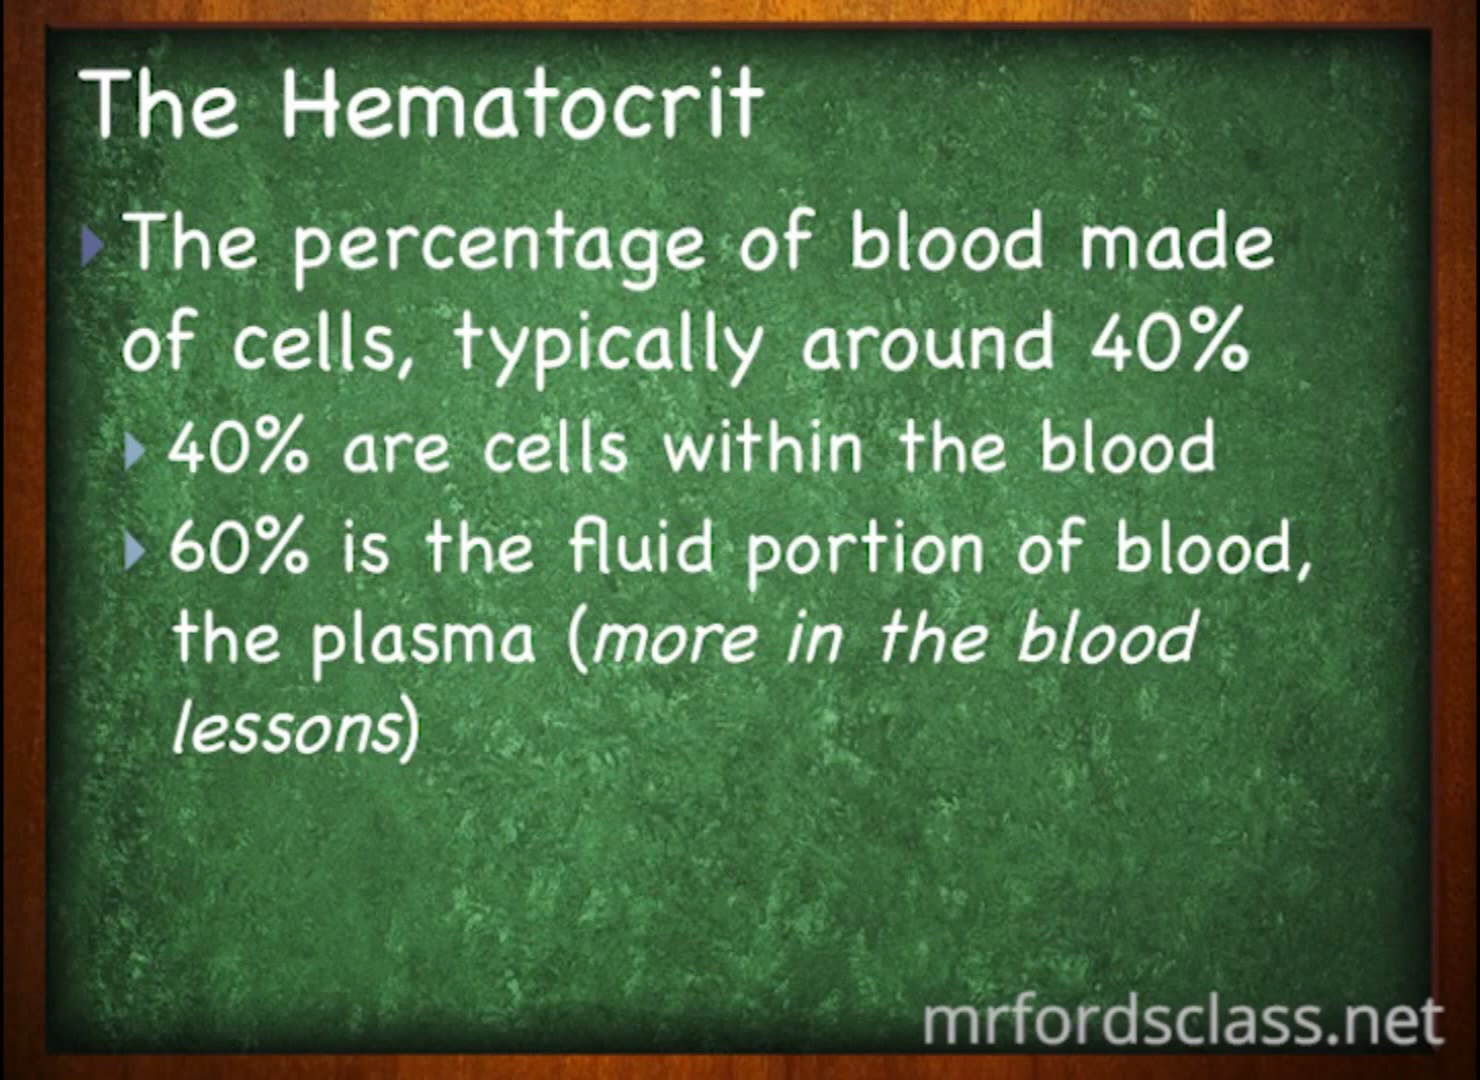 The Hematocrit
The percentage of blood made
of cells, typically around 40%
40% are cells within the blood
60% is the fluid portion of blood,
the plasma (more in the blood
lessons)
mrfordsclass.net